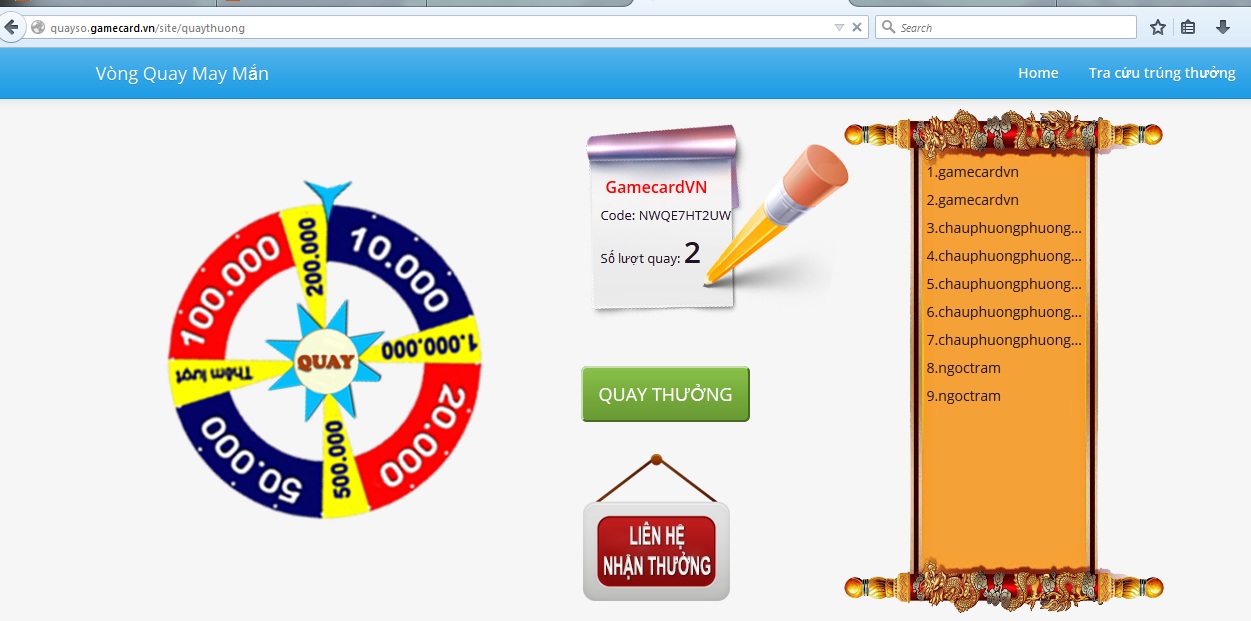 quayso.gamecard.vn/site/quaythuong
Search
Vòng Quay May Mắn
Home
Tra cứu trúng thưởng
200.000
10.000
1.000.000
20.000
500.000
50.000
Thêm lượt
100.000
QUAY
GamecardVN
Code: NWQE7HT2UW
Số lượt quay: 2
QUAY THƯỞNG
LIÊN HỆ
NHẬN THƯỞNG
1.gamecardvn
2.gamecardvn
3.chauphuongphuong...
4.chauphuongphuong...
5.chauphuongphuong...
6.chauphuongphuong...
7.chauphuongphuong...
8.ngoctram
9.ngoctram